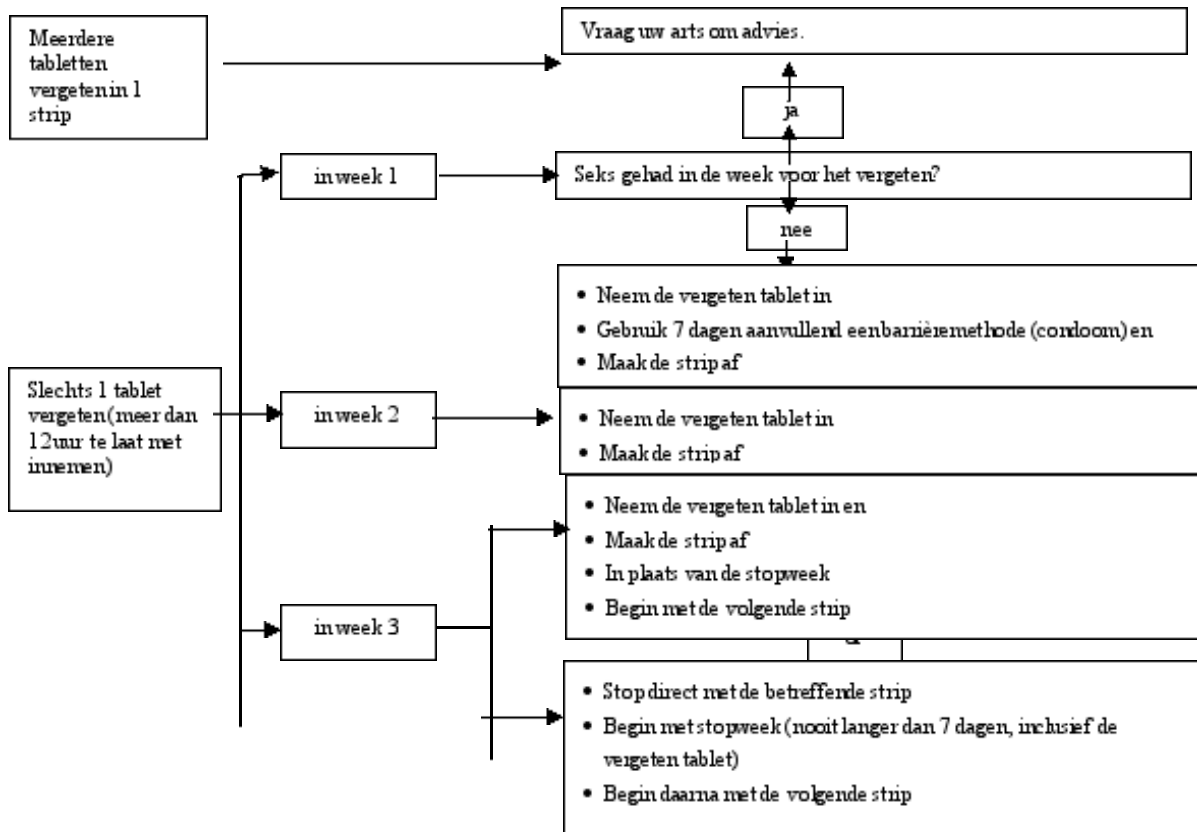 Meerdere
tabletten
vergeten in 1
strip
Vraag uw arts om advies.
ja
in week 1
Seks gehad in de week voor het vergeten?
nee
• Neem de vergeten tablet in
• Gebruik 7 dagen aanvullend een barrièremethode (condoom) en
• Maak de strip af
Slechts 1 tablet
vergeten (meer dan
12 uur te laat met
innemen)
in week 2
• Neem de vergeten tablet in
• Maak de strip af
• Neem de vergeten tablet in en
• Maak de strip af
• In plaats van de stopweek
• Begin met de volgende strip
in week 3
• Stop direct met de betreffende strip
• Begin met stopweek (nooit langer dan 7 dagen, inclusief de
vergeten tablet)
• Begin daarna met de volgende strip